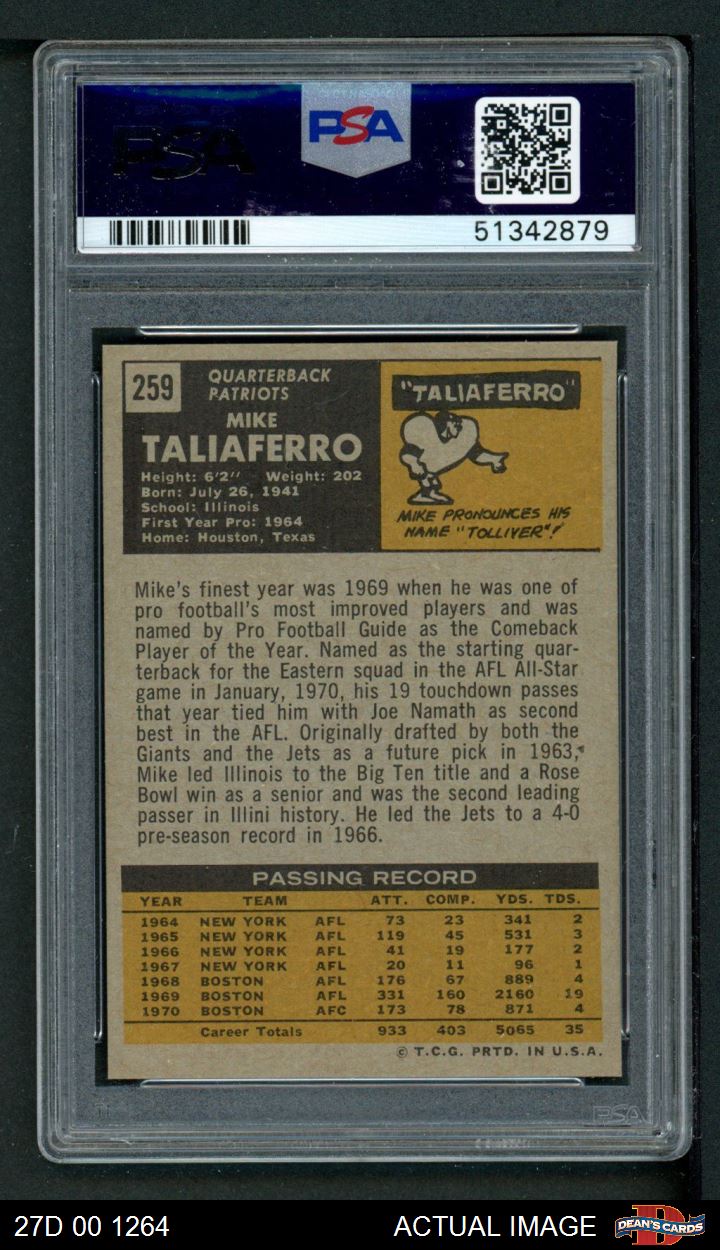 PSA
PSA
51342879
259
QUARTERBACK
PATRIOTS
MIKE
TALIAFERRO
Height: 6'2'' Weight: 202
Born: July 26, 1941
School: Illinois
First Year Pro: 1964
Home: Houston, Texas
"TALIAFERRO"
MIKE PRONOUNCES HIS
NAME "TOLLIVER"!
Mike's finest year was 1969 when he was one of
pro football's most improved players and was
named by Pro Football Guide as the Comeback
Player of the Year. Named as the starting quar-
terback for the Eastern squad in the AFL All-Star
game in January, 1970, his 19 touchdown passes
that year tied him with Joe Namath as second
best in the AFL. Originally drafted by both the
Giants and the Jets as a future pick in 1963,
Mike led Illinois to the Big Ten title and a Rose
Bowl win as a senior and was the second leading
passer in Illini history. He led the Jets to a 4-0
pre-season record in 1966.
PASSING RECORD
YEAR TEAM ATT. COMP. YDS. TDS.
1964 NEW YORK AFL 73 23 341 2
1965 NEW YORK AFL 119 45 531 3
1966 NEW YORK AFL 41 19 177 2
1967 NEW YORK AFL 20 11 96 1
1968 BOSTON AFL 176 67 889 4
1969 BOSTON AFL 331 160 2160 19
1970 BOSTON AFC 173 78 871 4
Career Totals 933 403 5065 35
© T.C.G. PRTD. IN U.S.A.
PSA
27D 00 1264
ACTUAL IMAGE
DEAN'S CARDS